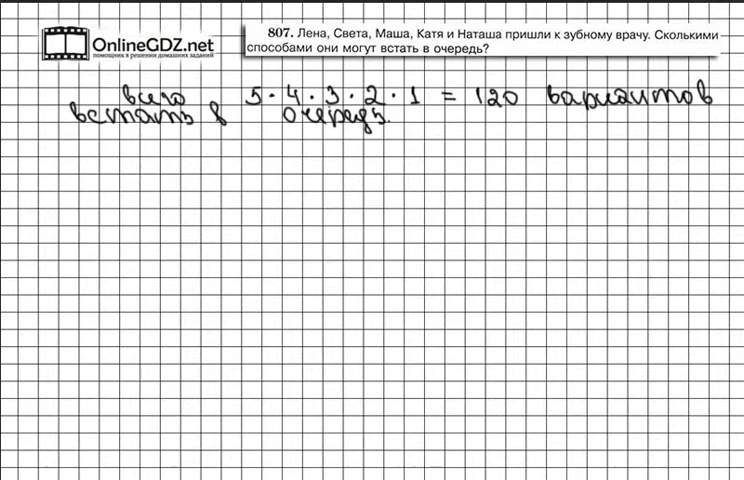 OnlineGDZ.net
помощник в решении домашних заданий
807. Лена, Света, Маша, Катя и Наташа пришли к зубному врачу. Сколькими
способами они могут встать в очередь?
всего 5 · 4 · 3 · 2 · 1 = 120 вариантов
встать в очередь.